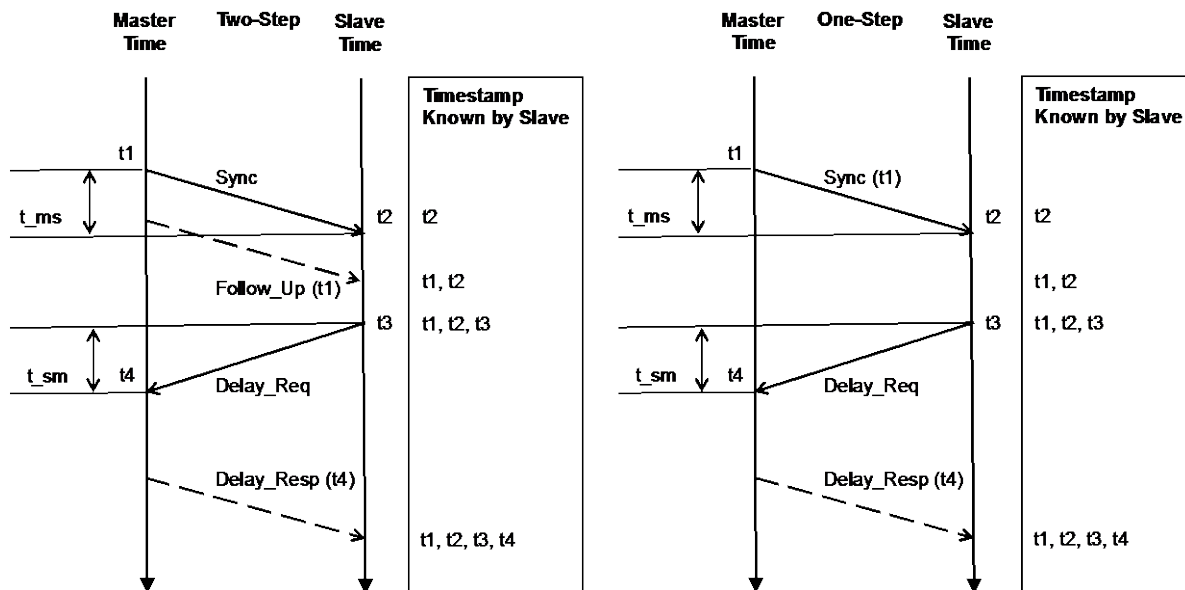 Master Time
Two-Step
Slave Time
Timestamp
Known by Slave
t1
Sync
t_ms
t2
t2
Follow_Up (t1)
t1, t2
t3
t1, t2, t3
t_sm
t4
Delay_Req
Delay_Resp (t4)
t1, t2, t3, t4
Master Time
One-Step
Slave Time
Timestamp
Known by Slave
t1
Sync (t1)
t_ms
t2
t2
t1, t2
t3
t1, t2, t3
t_sm
t4
Delay_Req
Delay_Resp (t4)
t1, t2, t3, t4